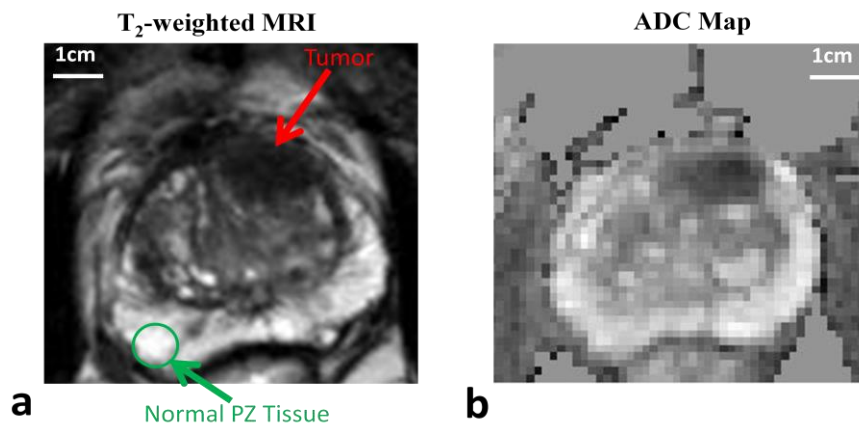 T₂-weighted MRI
ADC Map
1cm
Tumor
1cm
a
Normal PZ Tissue
b